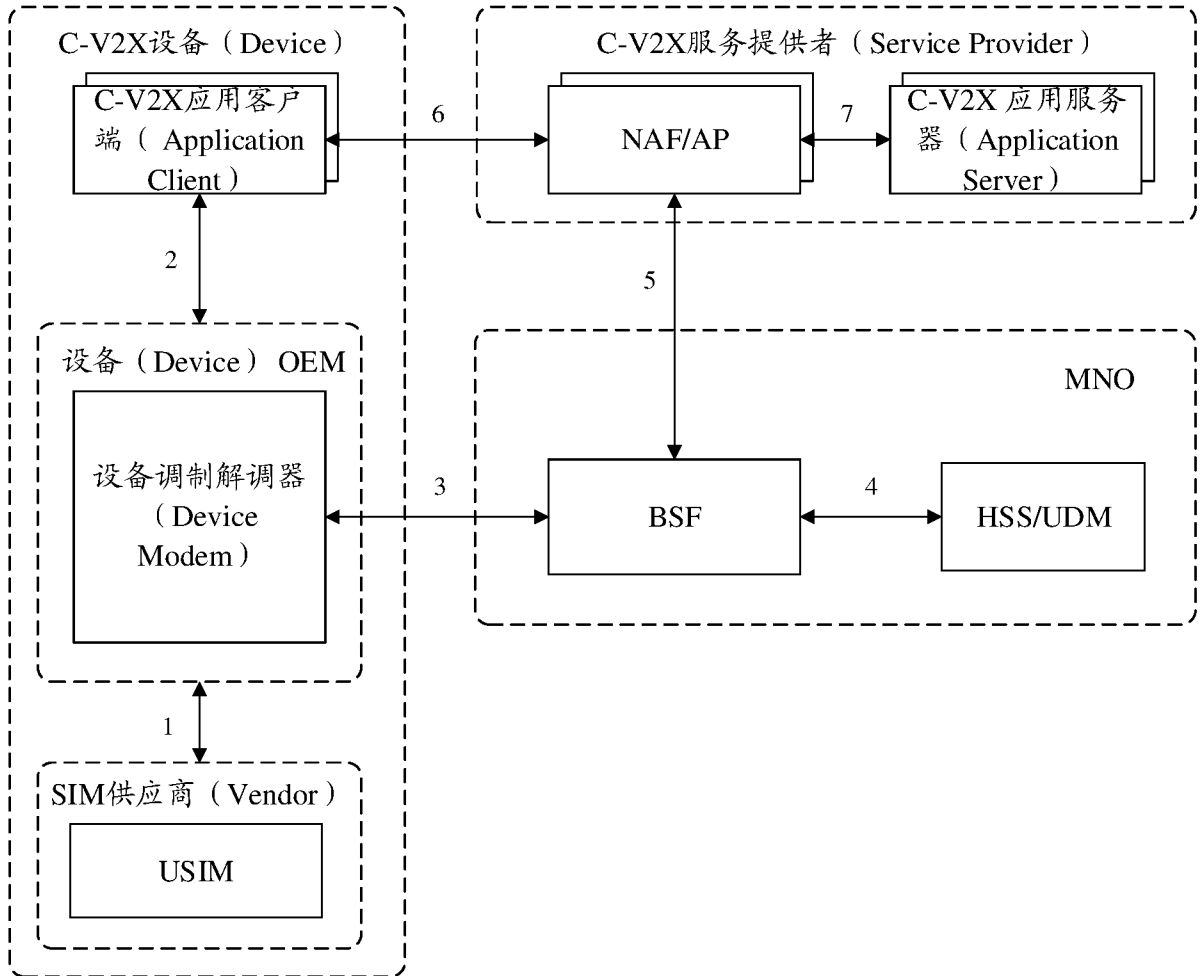 C-V2X设备（Device）
C-V2X应用客户
端（ Application
Client）
6
C-V2X服务提供者（Service Provider）
NAF/AP
7
C-V2X 应用服务
器（Application
Server）
2
5
设备（Device） OEM
设备调制解调器
（Device
Modem）
3
MNO
BSF
4
HSS/UDM
1
SIM供应商（Vendor）
USIM